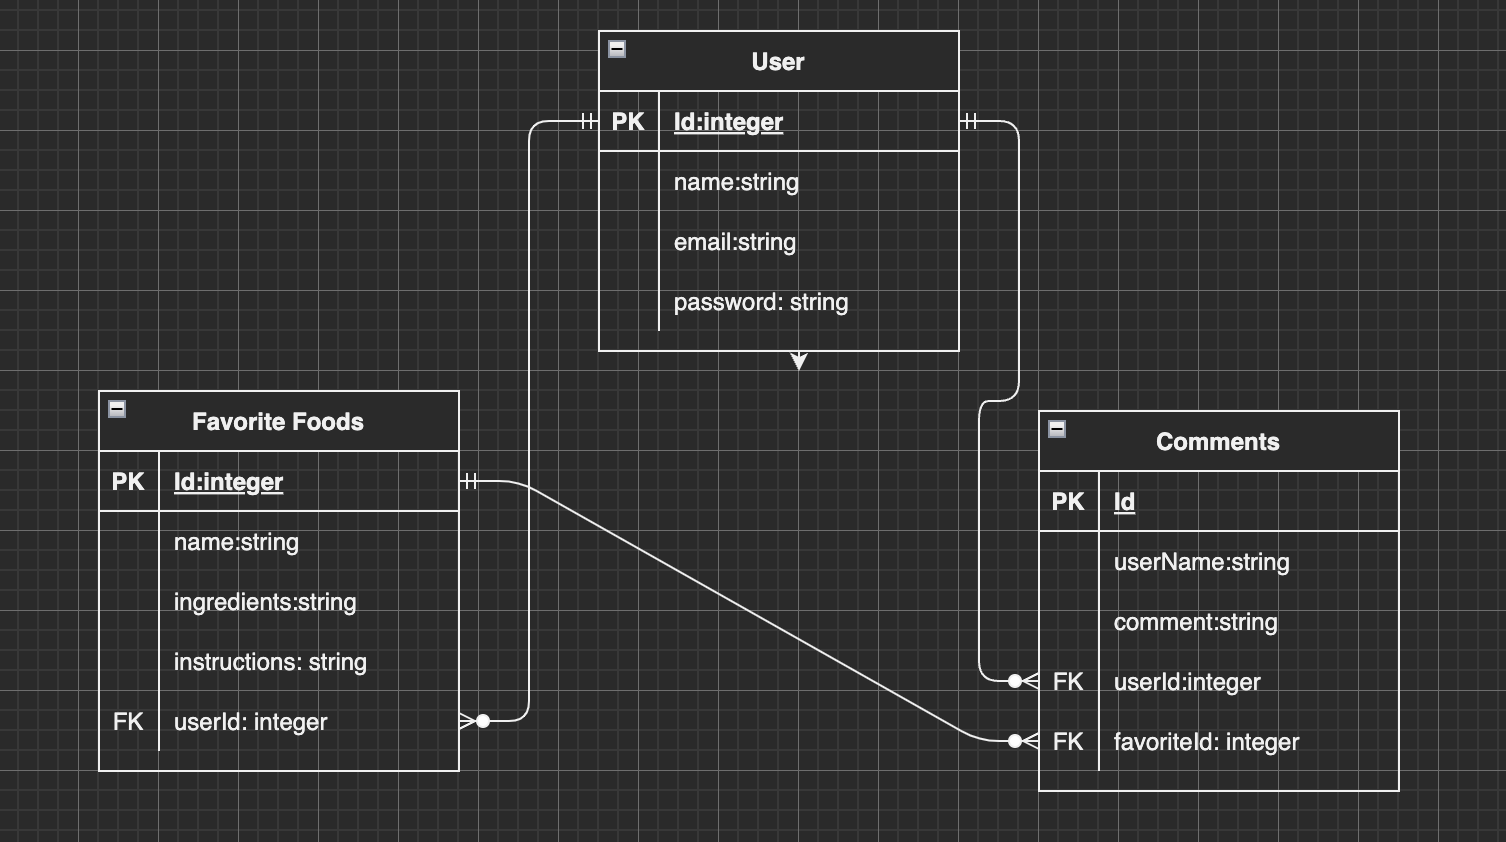 User
PK Id:integer
name:string
email:string
password: string
Favorite Foods
PK Id:integer
name:string
ingredients:string
instructions: string
FK userId: integer
Comments
PK Id
userName:string
comment:string
FK userId:integer
FK favoriteId: integer